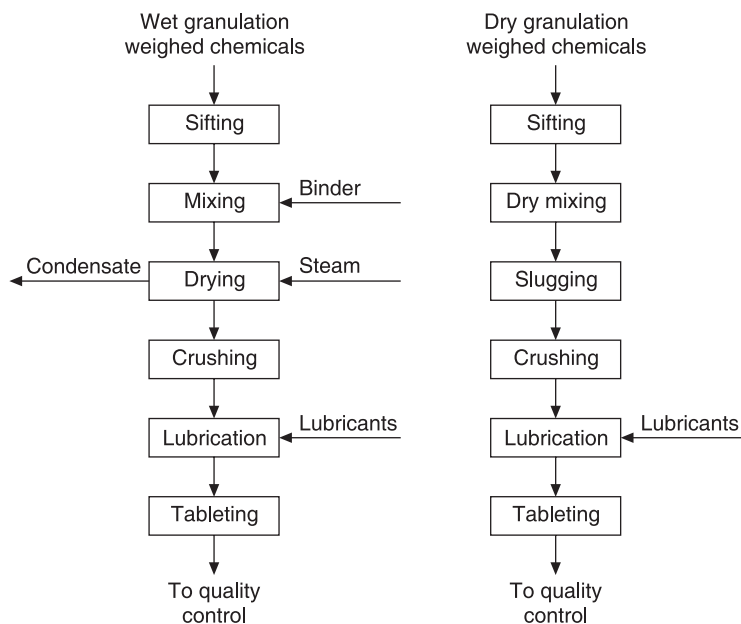 Wet granulation
weighed chemicals
Sifting
Mixing
Binder
Condensate
Drying
Steam
Crushing
Lubrication
Lubricants
Tableting
To quality
control
Dry granulation
weighed chemicals
Sifting
Dry mixing
Slugging
Crushing
Lubrication
Lubricants
Tableting
To quality
control